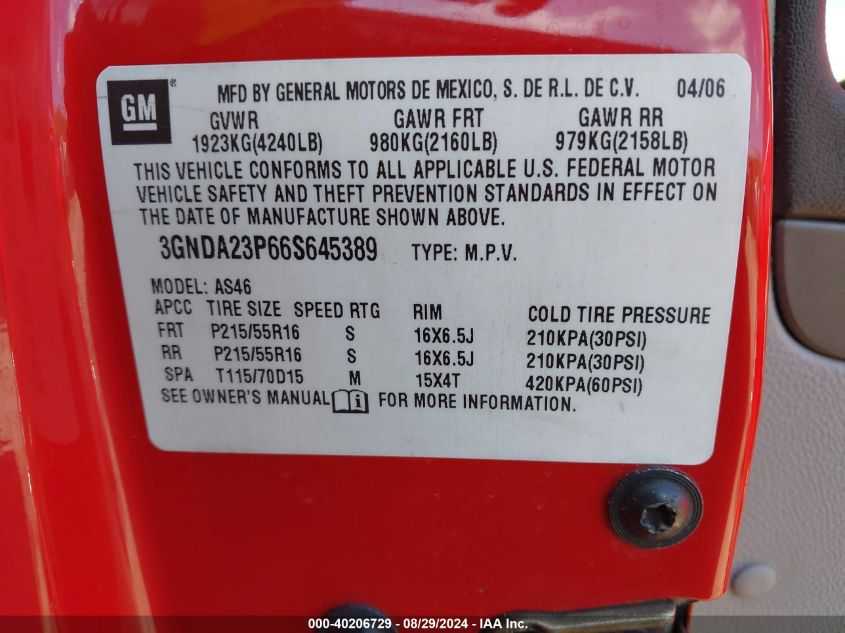 GM ® MFD BY GENERAL MOTORS DE MEXICO, S. DE R.L. DE C.V. 04/06
GVWR GAWR FRT GAWR RR
1923KG(4240LB) 980KG(2160LB) 979KG(2158LB)
THIS VEHICLE CONFORMS TO ALL APPLICABLE U.S. FEDERAL MOTOR
VEHICLE SAFETY AND THEFT PREVENTION STANDARDS IN EFFECT ON
THE DATE OF MANUFACTURE SHOWN ABOVE.
3GNDA23P66S645389 TYPE: M.P.V.
MODEL: AS46
APCC TIRE SIZE SPEED RTG RIM COLD TIRE PRESSURE
FRT P215/55R16 S 16X6.5J 210KPA(30PSI)
RR P215/55R16 S 16X6.5J 210KPA(30PSI)
SPA T115/70D15 M 15X4T 420KPA(60PSI)
SEE OWNER'S MANUAL i FOR MORE INFORMATION.
000-40206729 - 08/29/2024 - IAA Inc.